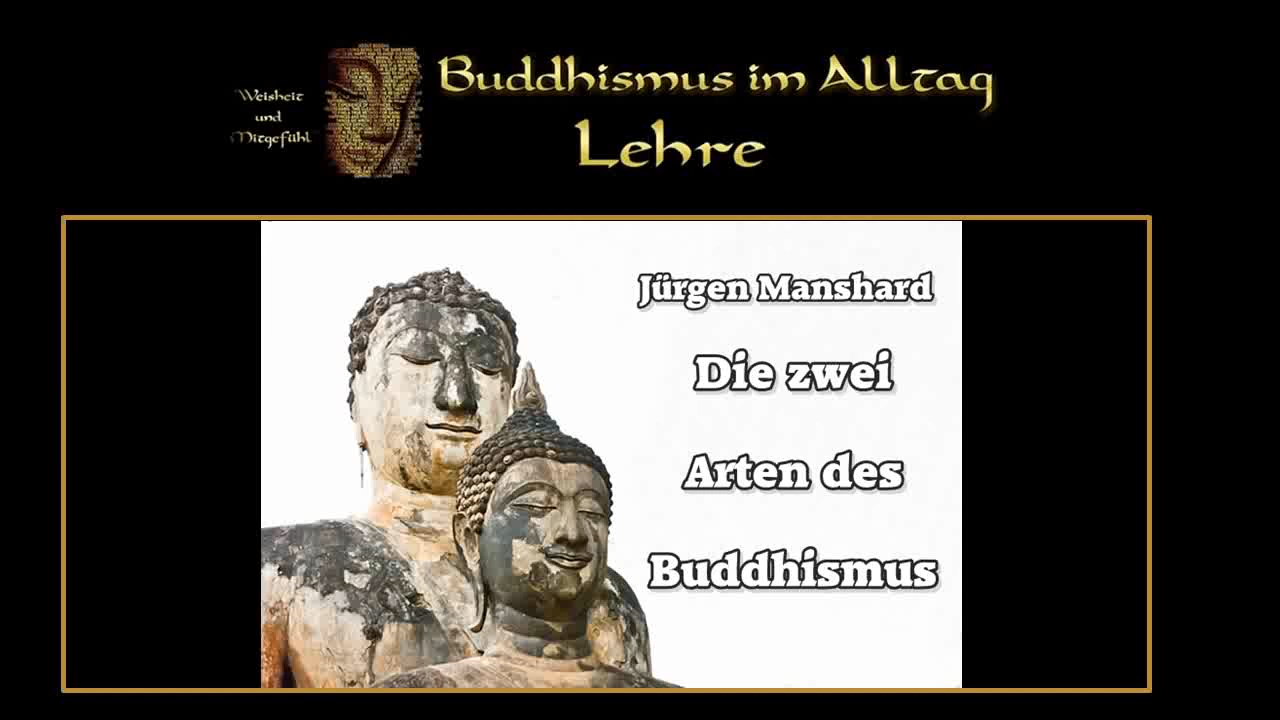 Buddhismus im Alltag
Lehre
Weisheit
und
Mitgefühl
Jürgen Manshard
Die zwei
Arten des
Buddhismus